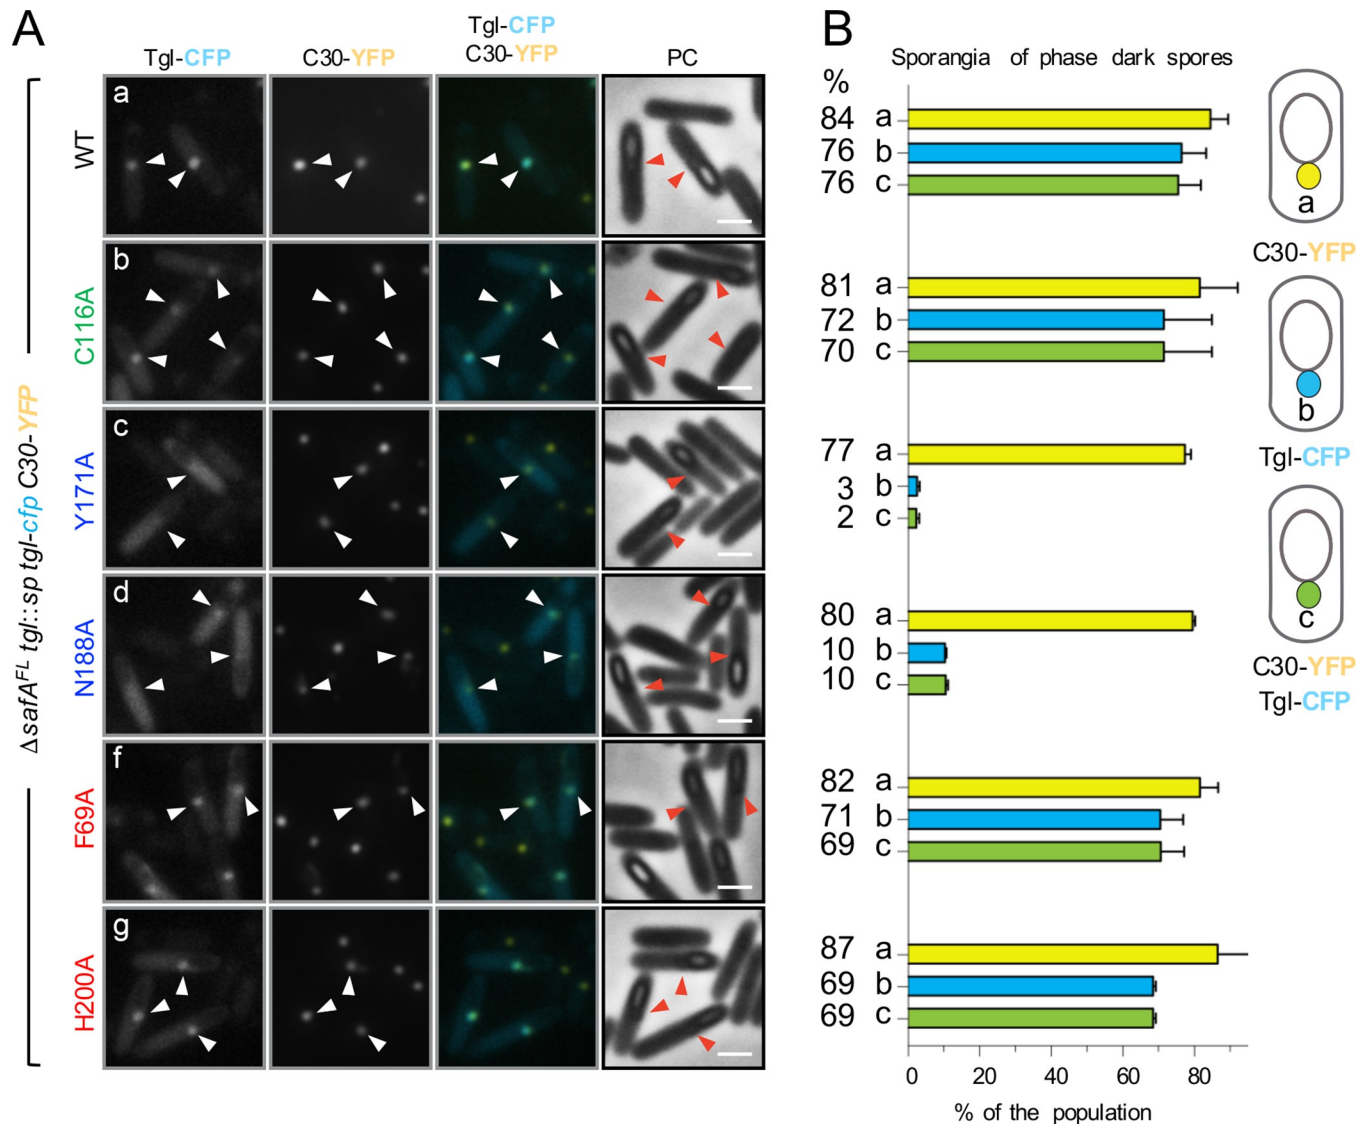 A
Tgl-CFP
C30-YFP
Tgl-CFP
C30-YFP
PC
ΔsafA^FL tgl::sp tgl-cfp C30-YFP
WT
a
C116A
b
Y171A
c
N188A
d
F69A
f
H200A
g
B
Sporangia of phase dark spores
%
84 a
76 b
76 c
81 a
72 b
70 c
77 a
3 b
2 c
80 a
10 b
10 c
82 a
71 b
69 c
87 a
69 b
69 c
0 20 40 60 80
% of the population
a
C30-YFP
b
Tgl-CFP
c
C30-YFP
Tgl-CFP